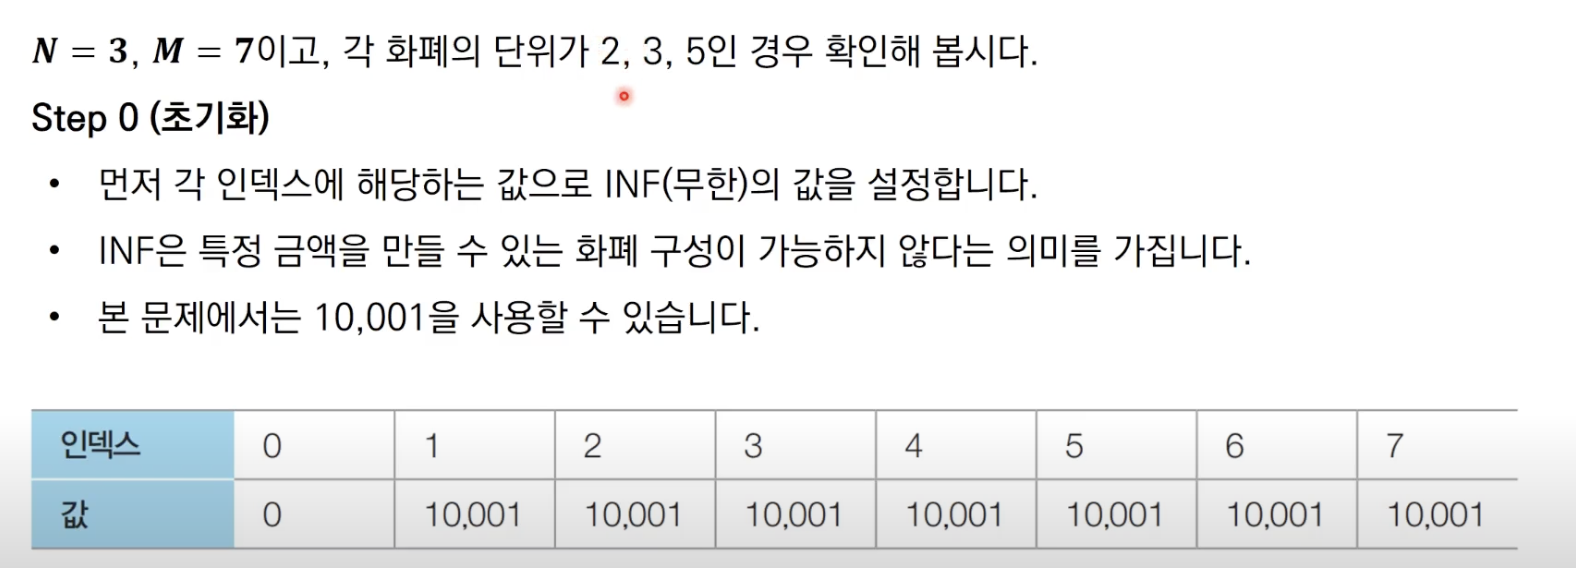 N = 3, M = 7이고, 각 화폐의 단위가 2, 3, 5인 경우 확인해 봅시다.
Step 0 (초기화)
• 먼저 각 인덱스에 해당하는 값으로 INF(무한)의 값을 설정합니다.
• INF은 특정 금액을 만들 수 있는 화폐 구성이 가능하지 않다는 의미를 가집니다.
• 본 문제에서는 10,001을 사용할 수 있습니다.
인덱스 0 1 2 3 4 5 6 7
값 0 10,001 10,001 10,001 10,001 10,001 10,001 10,001